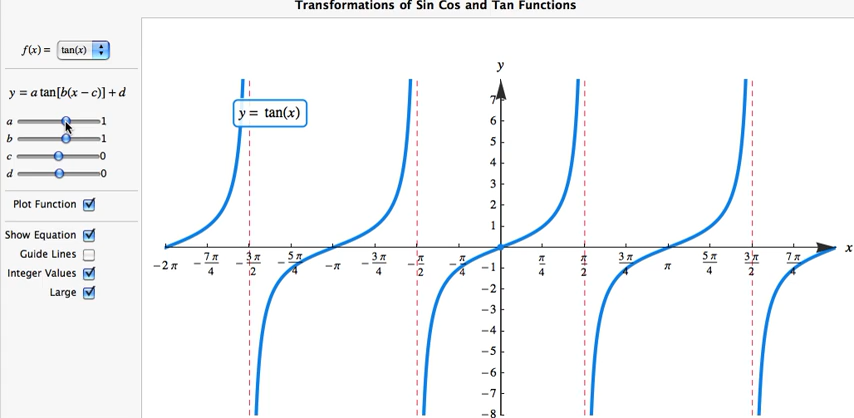 Transformations of Sin Cos and Tan Functions
f(x) = tan(x)
y = a tan[b(x − c)] + d
a 1
b 1
c 0
d 0
Plot Function
Show Equation
Guide Lines
Integer Values
Large
y
y = tan(x)
7
6
5
4
3
2
1
x
−2π −7π/4 −3π/2 −5π/4 −π −3π/4 −π/2 −π/4 π/4 π/2 3π/4 π 5π/4 3π/2 7π/4
−1
−2
−3
−4
−5
−6
−7
−8